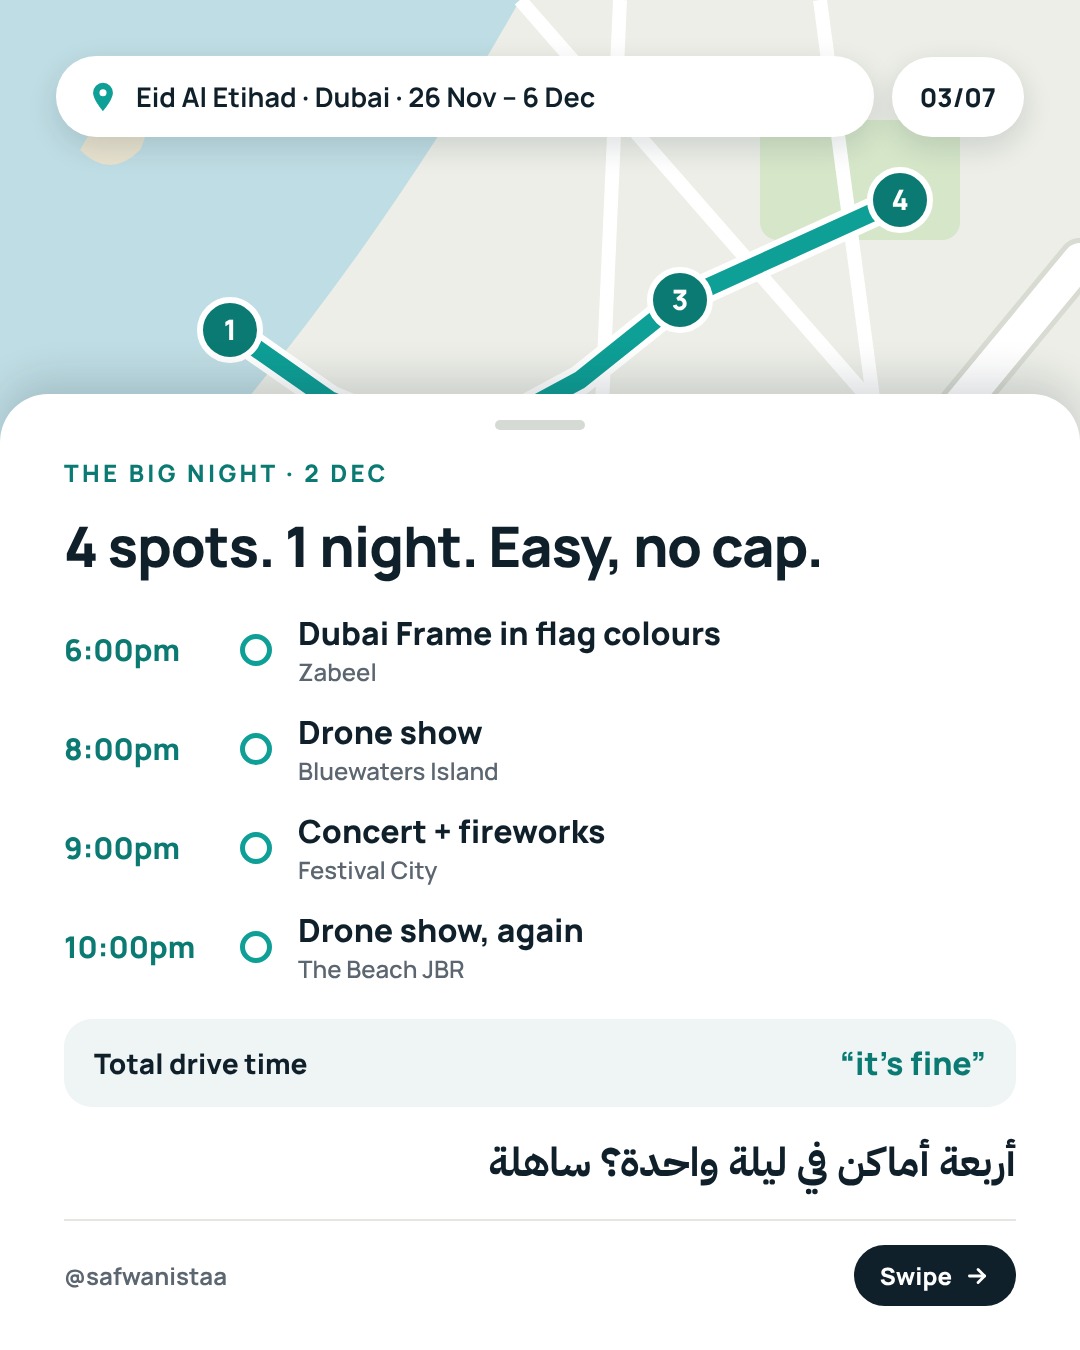 Eid Al Etihad · Dubai · 26 Nov – 6 Dec
03/07
4
3
1
THE BIG NIGHT · 2 DEC
4 spots. 1 night. Easy, no cap.
6:00pm
Dubai Frame in flag colours
Zabeel
8:00pm
Drone show
Bluewaters Island
9:00pm
Concert + fireworks
Festival City
10:00pm
Drone show, again
The Beach JBR
Total drive time
“it’s fine”
أربعة أماكن في ليلة واحدة؟ ساهلة
@safwanistaa
Swipe →